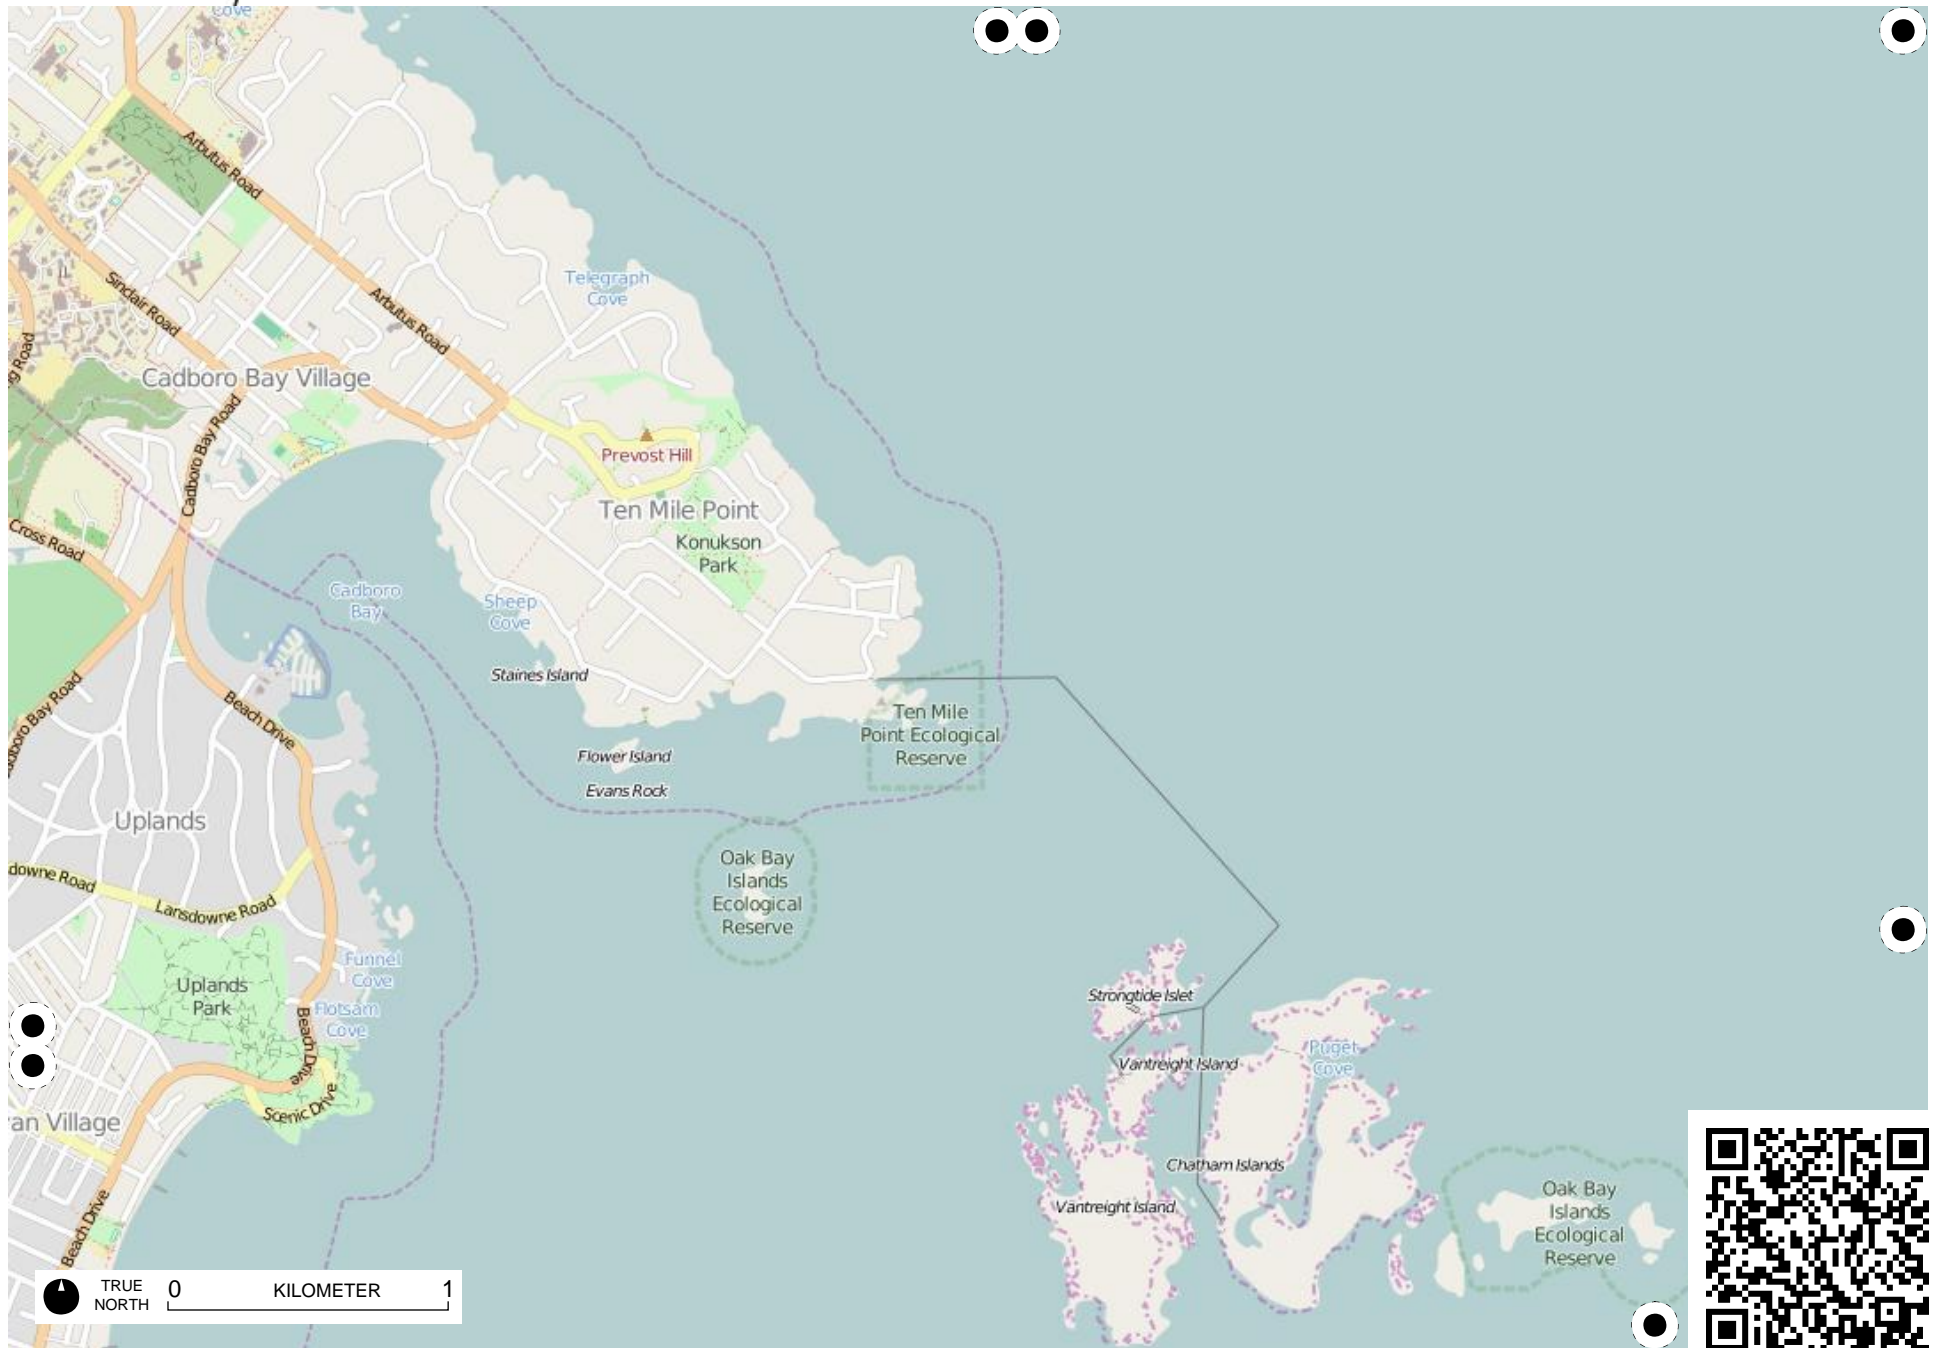 Cove
Arbutus Road
Telegraph
Cove
Sinclair Road
Arbutus Road
Cadboro Bay Village
Cadboro Bay Road
Prevost Hill
Ten Mile Point
Konukson
Park
Cross Road
Cadboro
Bay
Sheep
Cove
Staines Island
Beach Drive
Ten Mile
Point Ecological
Reserve
Flower Island
Evans Rock
Uplands
Oak Bay
Islands
Ecological
Reserve
Lansdowne Road
Funnel
Cove
Uplands
Park
Flotsam
Cove
Beach Drive
Strongtide Islet
Vantreight Island
Puget
Cove
Scenic Drive
an Village
Chatham Islands
Vantreight Island
Oak Bay
Islands
Ecological
Reserve
Beach Drive
TRUE
NORTH
0 KILOMETER 1